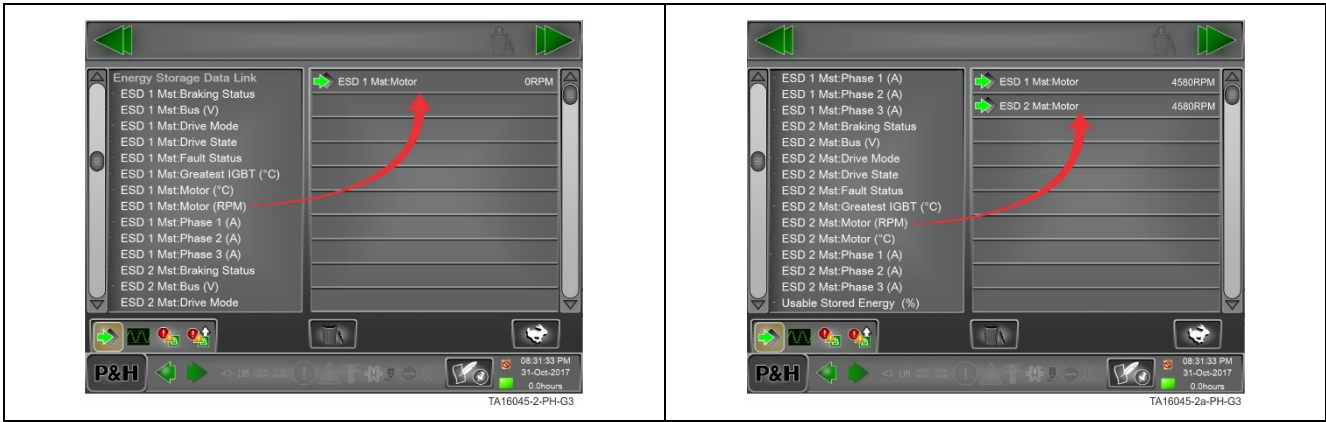 Energy Storage Data Link
ESD 1 Mst:Braking Status
ESD 1 Mst:Bus (V)
ESD 1 Mst:Drive Mode
ESD 1 Mst:Drive State
ESD 1 Mst:Fault Status
ESD 1 Mst:Greatest IGBT (°C)
ESD 1 Mst:Motor (°C)
ESD 1 Mst:Motor (RPM)
ESD 1 Mst:Phase 1 (A)
ESD 1 Mst:Phase 2 (A)
ESD 1 Mst:Phase 3 (A)
ESD 2 Mst:Braking Status
ESD 2 Mst:Bus (V)
ESD 2 Mst:Drive Mode
ESD 1 Mst:Motor 0RPM
P&H
LIM
08:31:33 PM
31-Oct-2017
0.0hours
TA16045-2-PH-G3
ESD 1 Mst:Phase 1 (A)
ESD 1 Mst:Phase 2 (A)
ESD 1 Mst:Phase 3 (A)
ESD 2 Mst:Braking Status
ESD 2 Mst:Bus (V)
ESD 2 Mst:Drive Mode
ESD 2 Mst:Drive State
ESD 2 Mst:Fault Status
ESD 2 Mst:Greatest IGBT (°C)
ESD 2 Mst:Motor (RPM)
ESD 2 Mst:Motor (°C)
ESD 2 Mst:Phase 1 (A)
ESD 2 Mst:Phase 2 (A)
ESD 2 Mst:Phase 3 (A)
Usable Stored Energy (%)
ESD 1 Mst:Motor 4580RPM
ESD 2 Mst:Motor 4580RPM
P&H
LIM
08:31:33 PM
31-Oct-2017
0.0hours
TA16045-2a-PH-G3